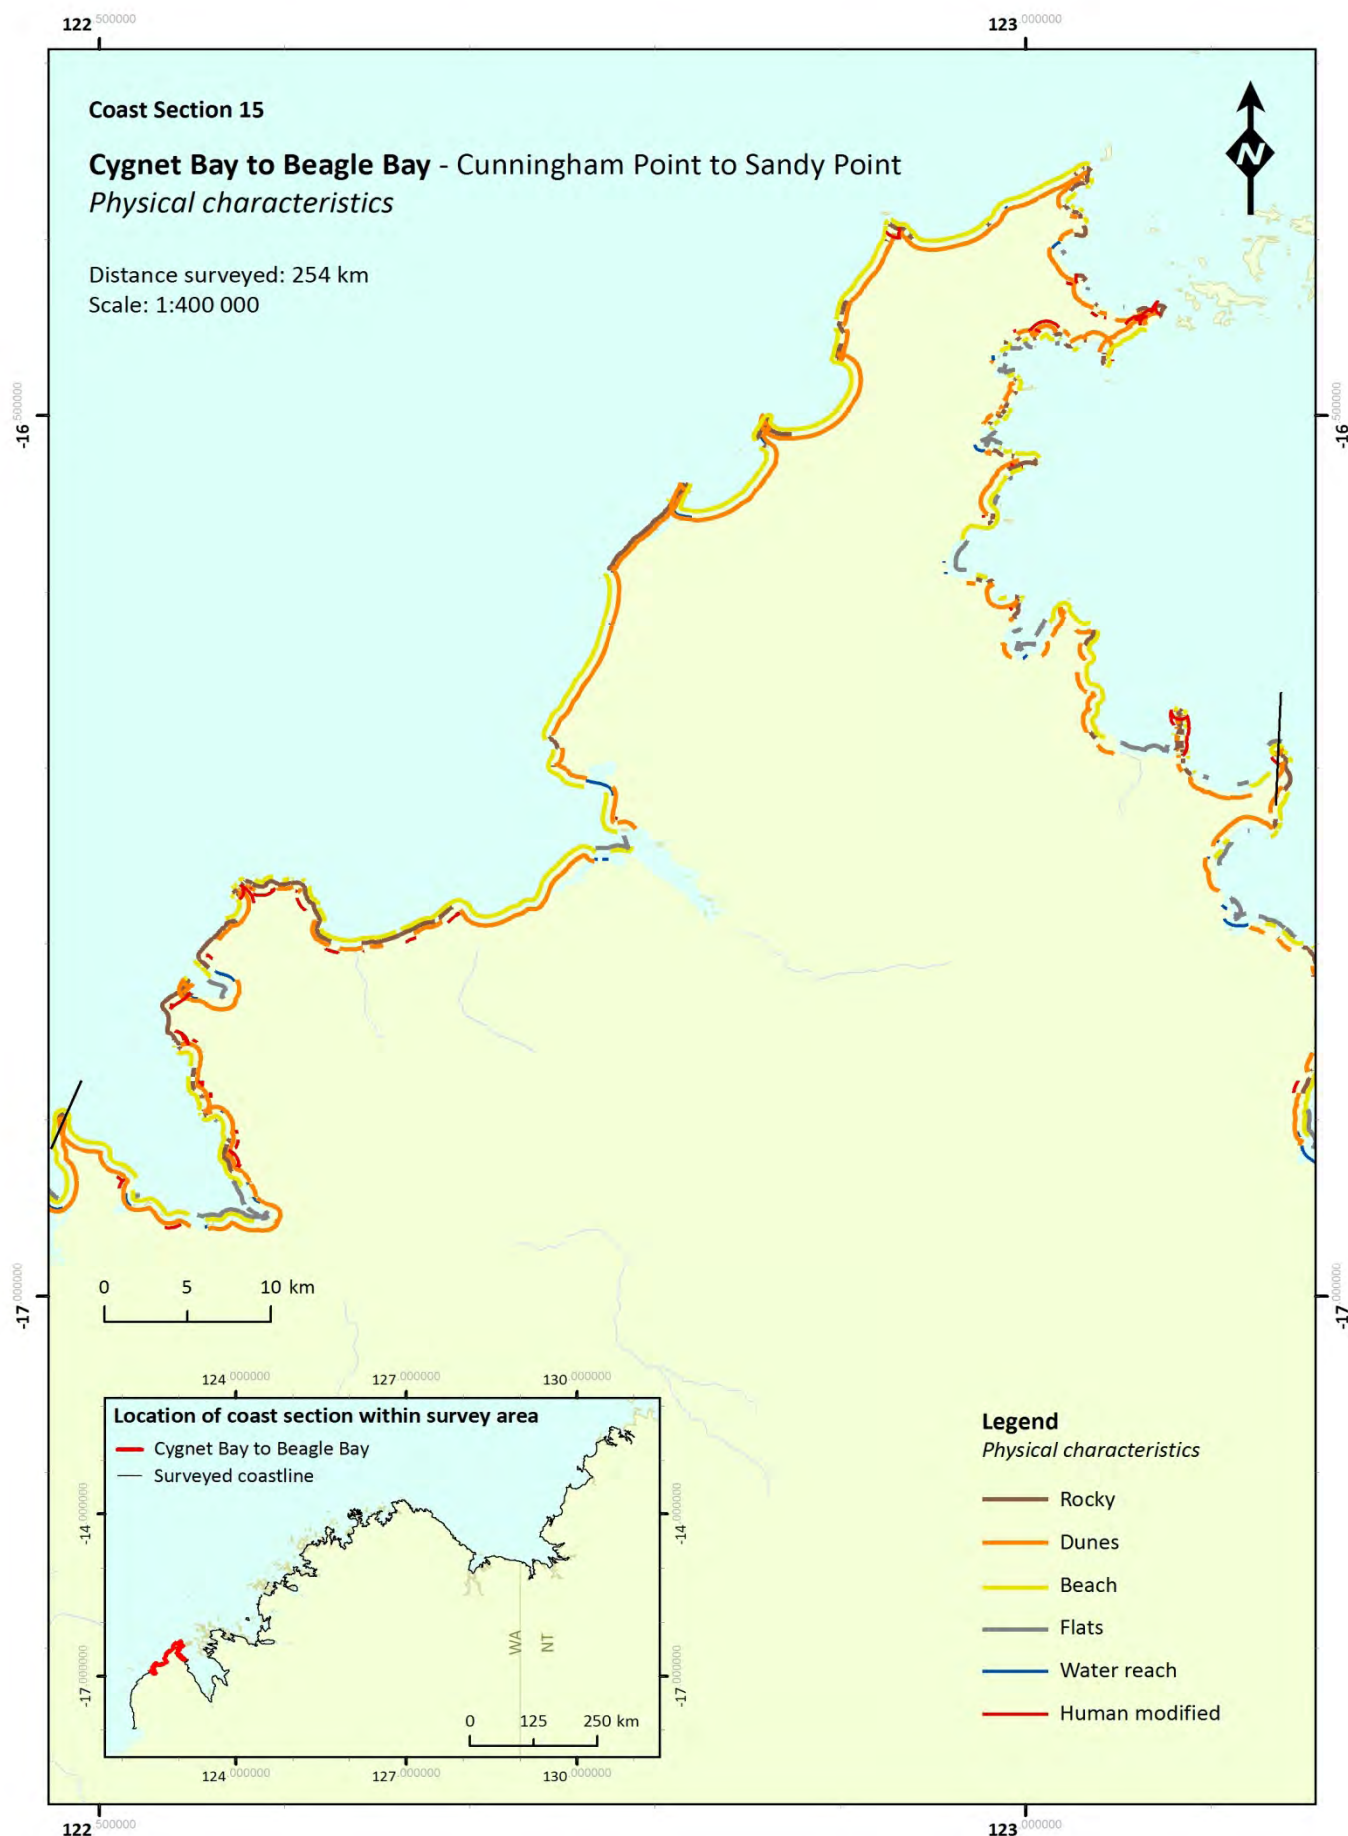 122.500000
123.000000
Coast Section 15
N
Cygnet Bay to Beagle Bay - Cunningham Point to Sandy Point
Physical characteristics
Distance surveyed: 254 km
Scale: 1:400 000
-16.500000
-16.500000
-17.000000
-17.000000
0 5 10 km
124.000000 127.000000 130.000000
Location of coast section within survey area
Cygnet Bay to Beagle Bay
Surveyed coastline
-14.000000
-14.000000
WA
NT
-17.000000
-17.000000
0 125 250 km
124.000000 127.000000 130.000000
Legend
Physical characteristics
Rocky
Dunes
Beach
Flats
Water reach
Human modified
122.500000
123.000000